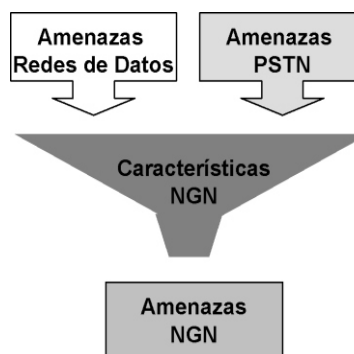 Amenazas
Redes de Datos
Amenazas
PSTN
Características
NGN
Amenazas
NGN